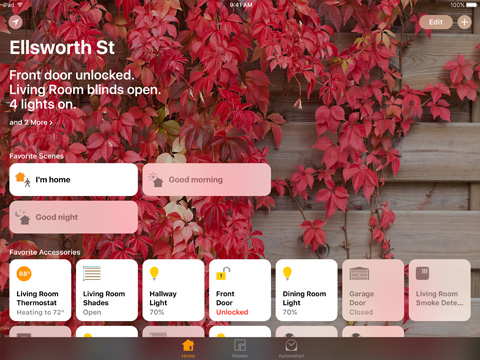 iPad 9:41 AM 100%
Edit
Ellsworth St
Front door unlocked.
Living Room blinds open.
4 lights on.
and 2 More >
Favorite Scenes
I'm home
Good morning
Good night
Favorite Accessories
68°
Living Room
Thermostat
Heating to 72°
Living Room
Shades
Open
Hallway
Light
70%
Front
Door
Unlocked
Dining Room
Light
70%
Garage
Door
Closed
Living Room
Smoke Dete...
Home
Rooms
Automation